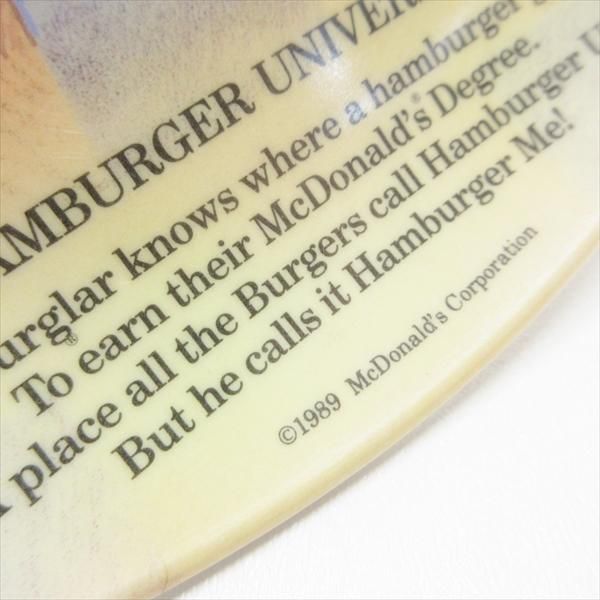 AMBURGER UNIVER
urglar® knows where a hamburger g
To earn their McDonald's® Degree.
A place all the Burgers call Hamburger U
But he calls it Hamburger Me!
©1989 McDonald's Corporation